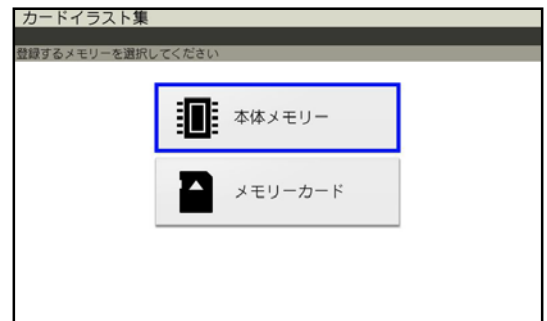 カードイラスト集
登録するメモリーを選択してください
本体メモリー
メモリーカード